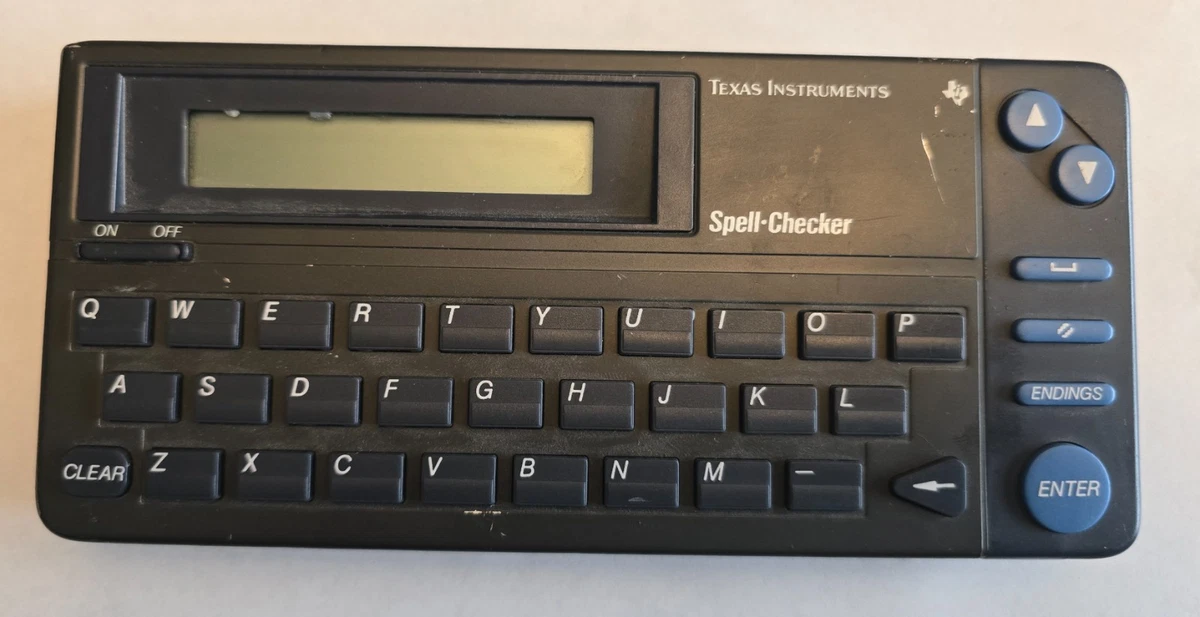 TEXAS INSTRUMENTS
Spell·Checker
ON OFF
Q W E R T Y U I O P
A S D F G H J K L
ENDINGS
CLEAR Z X C V B N M –
ENTER